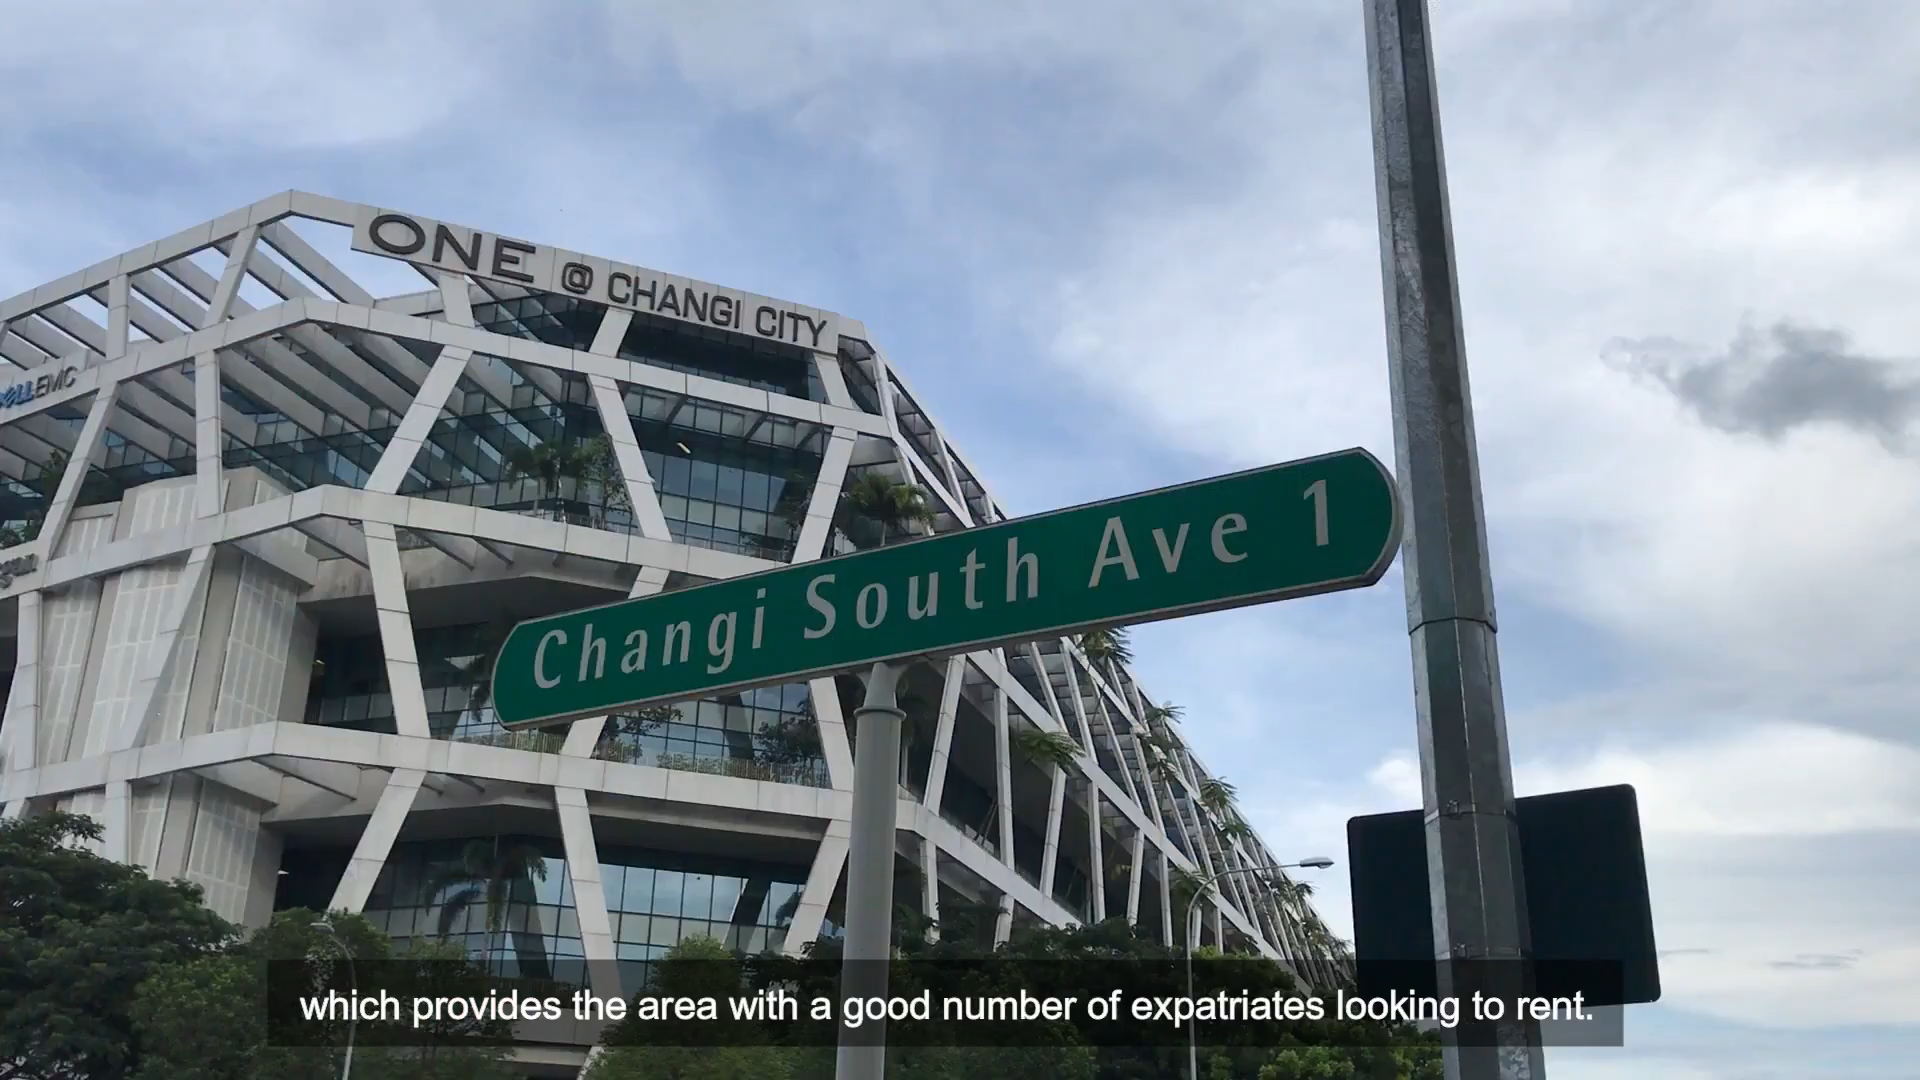 ONE @ CHANGI CITY
DELLEMC
Changi South Ave 1
which provides the area with a good number of expatriates looking to rent.